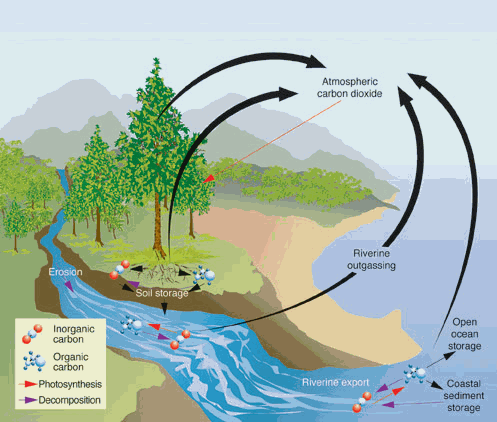 Atmospheric
carbon dioxide
Riverine
outgassing
Erosion
Soil storage
Inorganic
carbon
Organic
carbon
Photosynthesis
Decomposition
Riverine export
Open
ocean
storage
Coastal
sediment
storage